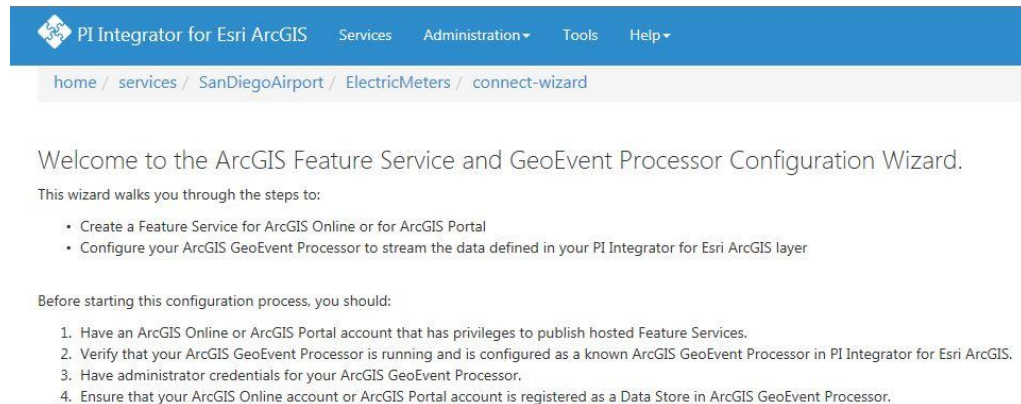 PI Integrator for Esri ArcGIS Services Administration Tools Help
home / services / SanDiegoAirport / ElectricMeters / connect-wizard
Welcome to the ArcGIS Feature Service and GeoEvent Processor Configuration Wizard.
This wizard walks you through the steps to:
• Create a Feature Service for ArcGIS Online or for ArcGIS Portal
• Configure your ArcGIS GeoEvent Processor to stream the data defined in your PI Integrator for Esri ArcGIS layer
Before starting this configuration process, you should:
1. Have an ArcGIS Online or ArcGIS Portal account that has privileges to publish hosted Feature Services.
2. Verify that your ArcGIS GeoEvent Processor is running and is configured as a known ArcGIS GeoEvent Processor in PI Integrator for Esri ArcGIS.
3. Have administrator credentials for your ArcGIS GeoEvent Processor.
4. Ensure that your ArcGIS Online account or ArcGIS Portal account is registered as a Data Store in ArcGIS GeoEvent Processor.